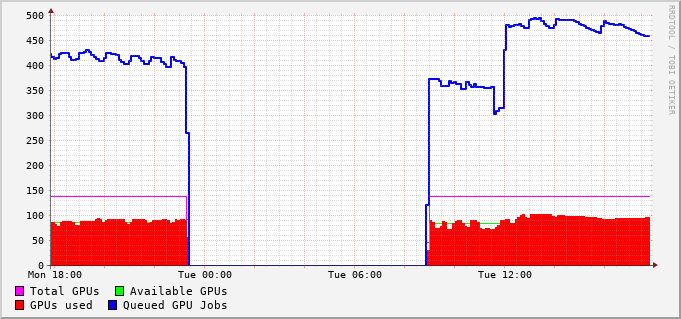 500
450
400
350
300
250
200
150
100
50
0
Mon 18:00 Tue 00:00 Tue 06:00 Tue 12:00
Total GPUs Available GPUs
GPUs used Queued GPU Jobs
RRDTOOL / TOBI OETIKER